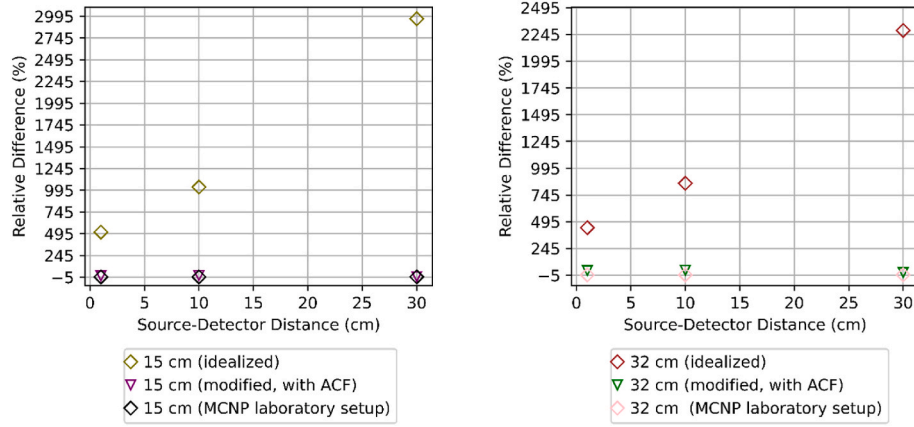 Relative Difference (%)
2995
2745
2495
2245
1995
1745
1495
1245
995
745
495
245
−5
0 5 10 15 20 25 30
Source-Detector Distance (cm)
15 cm (idealized)
15 cm (modified, with ACF)
15 cm (MCNP laboratory setup)
Relative Difference (%)
2495
2245
1995
1745
1495
1245
995
745
495
245
−5
0 5 10 15 20 25 30
Source-Detector Distance (cm)
32 cm (idealized)
32 cm (modified, with ACF)
32 cm (MCNP laboratory setup)